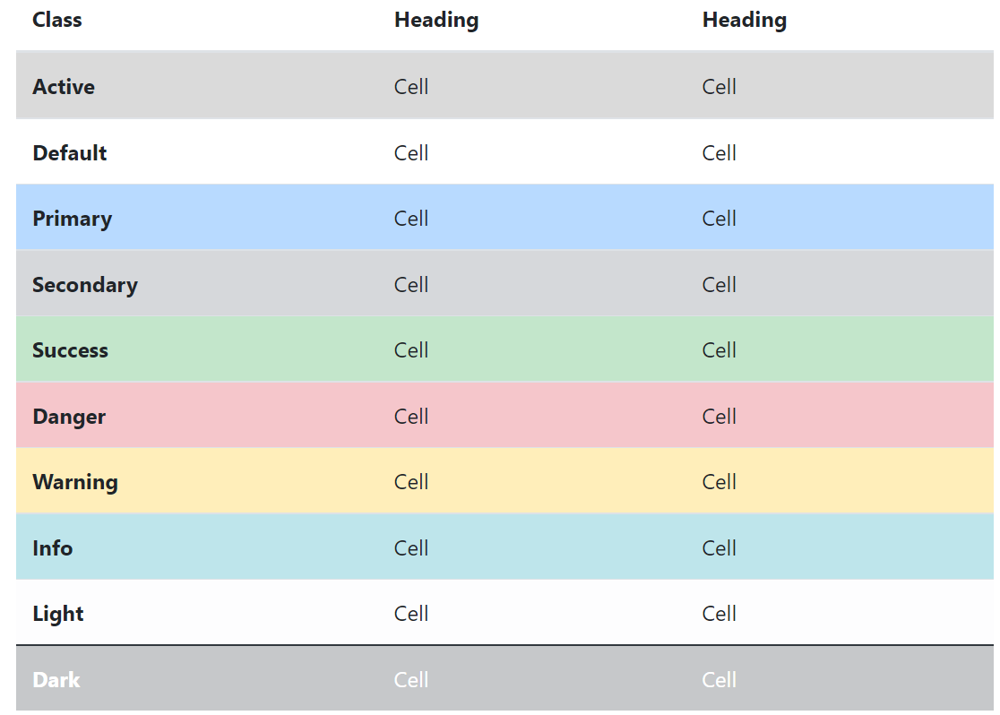 Class Heading Heading
Active Cell Cell
Default Cell Cell
Primary Cell Cell
Secondary Cell Cell
Success Cell Cell
Danger Cell Cell
Warning Cell Cell
Info Cell Cell
Light Cell Cell
Dark Cell Cell